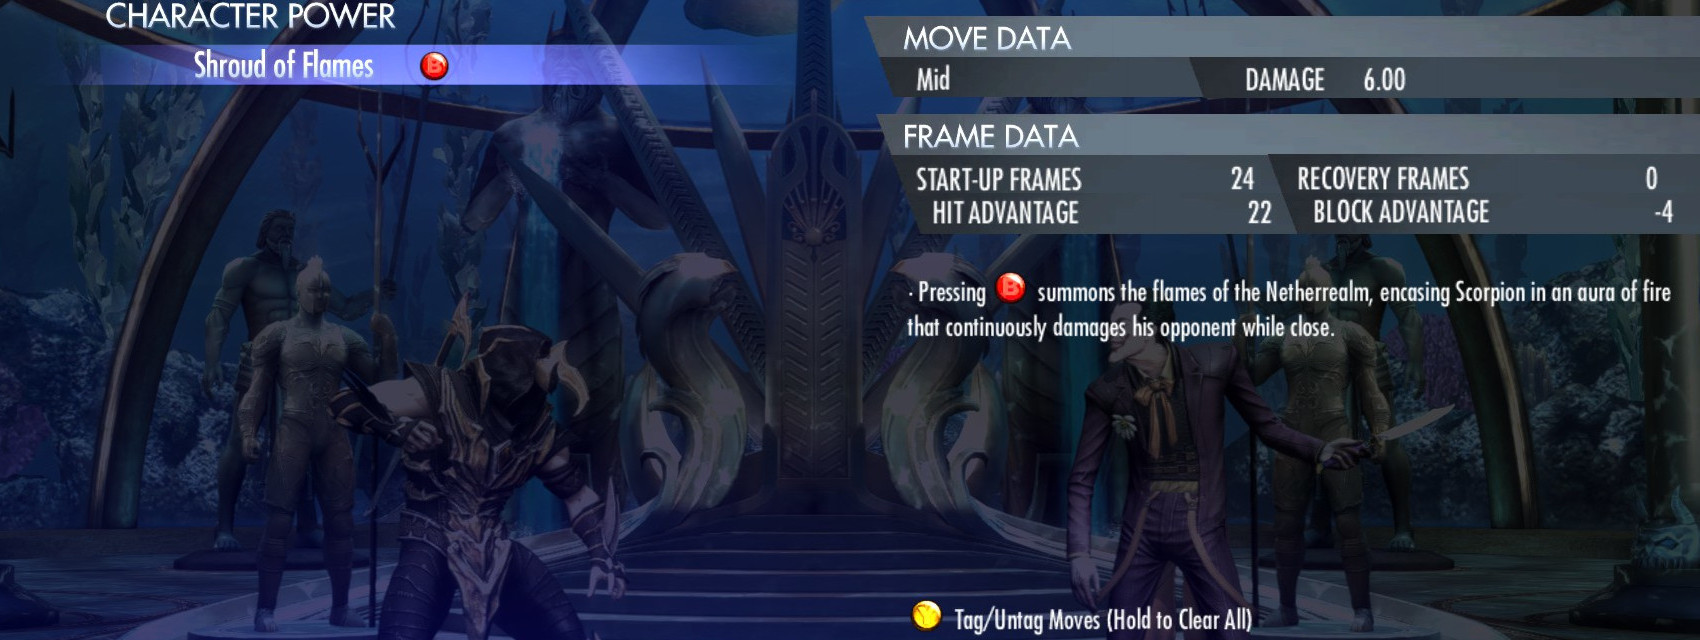 CHARACTER POWER
Shroud of Flames B
MOVE DATA
Mid DAMAGE 6.00
FRAME DATA
START-UP FRAMES 24 RECOVERY FRAMES 0
HIT ADVANTAGE 22 BLOCK ADVANTAGE -4
· Pressing B summons the flames of the Netherrealm, encasing Scorpion in an aura of fire
that continuously damages his opponent while close.
Y Tag/Untag Moves (Hold to Clear All)